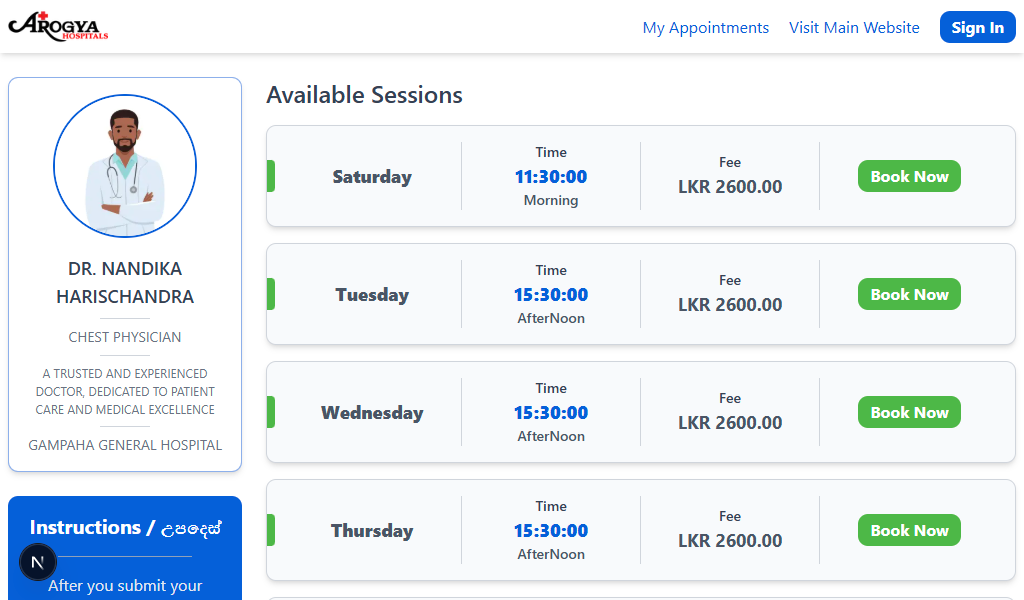 AROGYA
HOSPITALS
My Appointments
Visit Main Website
Sign In
DR. NANDIKA
HARISCHANDRA
CHEST PHYSICIAN
A TRUSTED AND EXPERIENCED
DOCTOR, DEDICATED TO PATIENT
CARE AND MEDICAL EXCELLENCE
GAMPAHA GENERAL HOSPITAL
Instructions / උපදෙස්
N
After you submit your
Available Sessions
Saturday
Time
11:30:00
Morning
Fee
LKR 2600.00
Book Now
Tuesday
Time
15:30:00
AfterNoon
Fee
LKR 2600.00
Book Now
Wednesday
Time
15:30:00
AfterNoon
Fee
LKR 2600.00
Book Now
Thursday
Time
15:30:00
AfterNoon
Fee
LKR 2600.00
Book Now